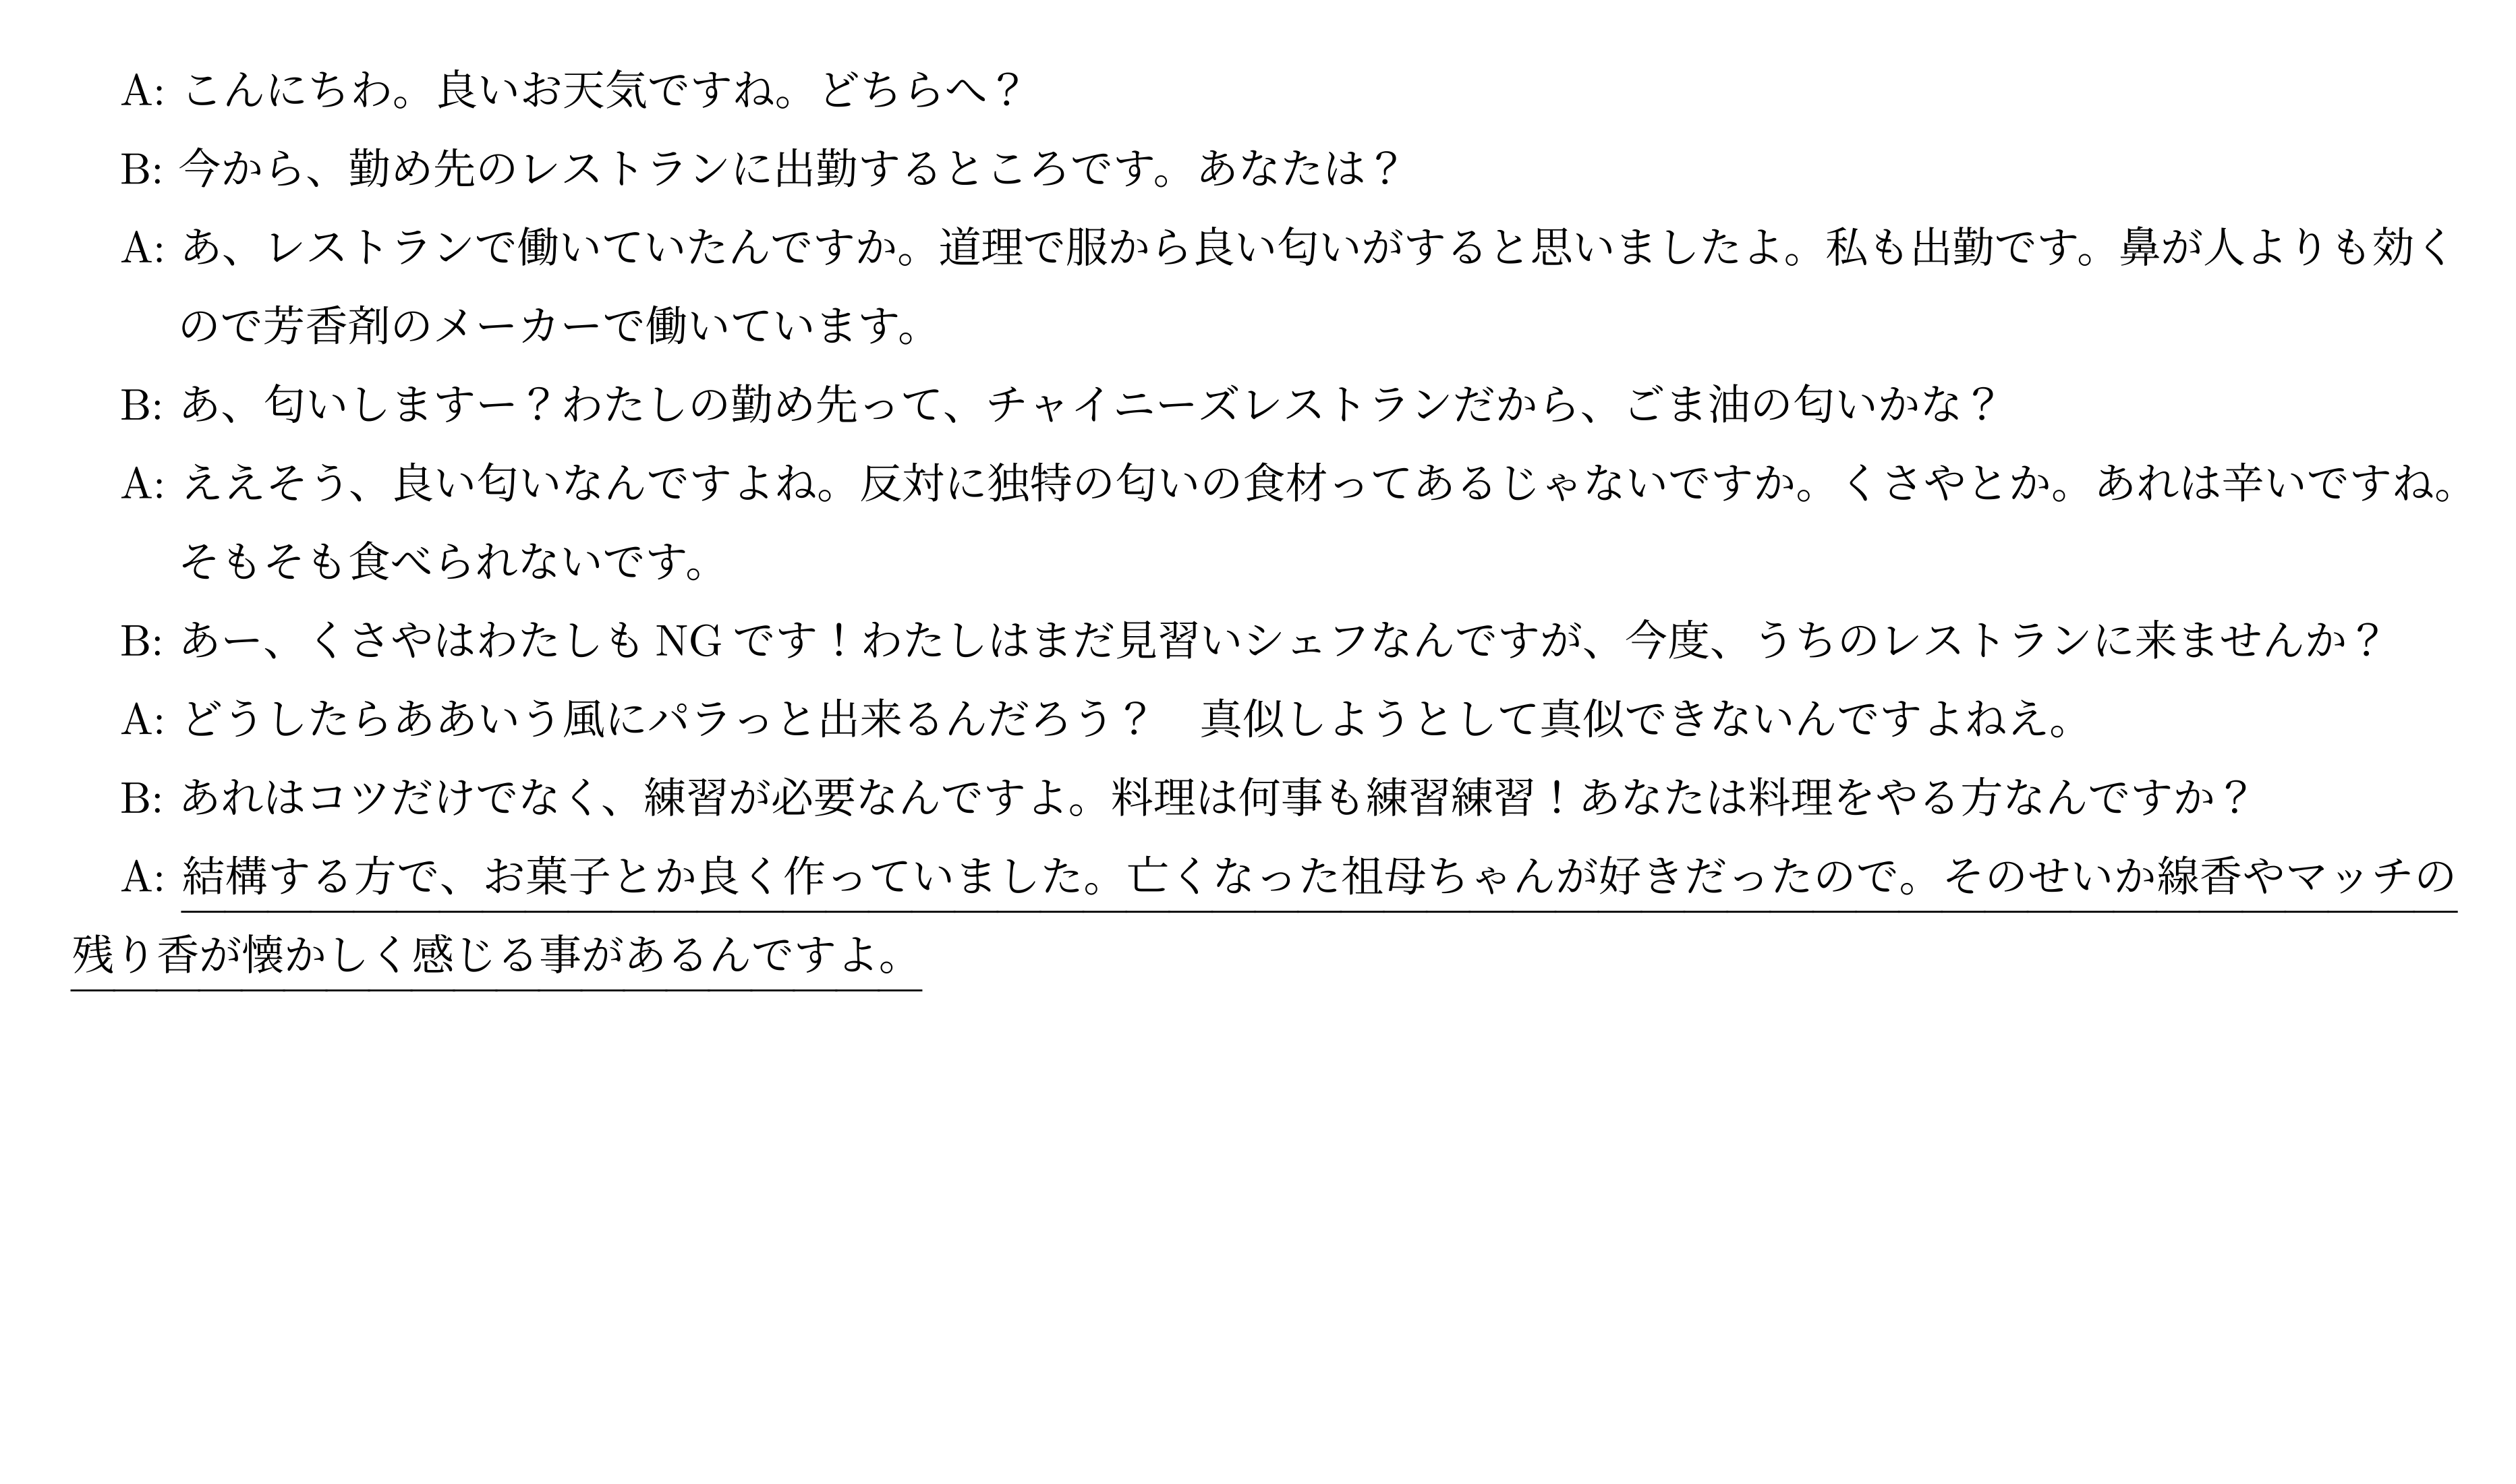 A: こんにちわ。良いお天気ですね。どちらへ？
B: 今から、勤め先のレストランに出勤するところです。あなたは？
A: あ、レストランで働いていたんですか。道理で服から良い匂いがすると思いましたよ。私も出勤です。鼻が人よりも効く
ので芳香剤のメーカーで働いています。
B: あ、匂いしますー？わたしの勤め先って、チャイニーズレストランだから、ごま油の匂いかな？
A: ええそう、良い匂いなんですよね。反対に独特の匂いの食材ってあるじゃないですか。くさやとか。あれは辛いですね。
そもそも食べられないです。
B: あー、くさやはわたしも NG です！わたしはまだ見習いシェフなんですが、今度、うちのレストランに来ませんか？
A: どうしたらああいう風にパラっと出来るんだろう？　真似しようとして真似できないんですよねえ。
B: あれはコツだけでなく、練習が必要なんですよ。料理は何事も練習練習！あなたは料理をやる方なんですか？
A: 結構する方で、お菓子とか良く作っていました。亡くなった祖母ちゃんが好きだったので。そのせいか線香やマッチの
残り香が懐かしく感じる事があるんですよ。